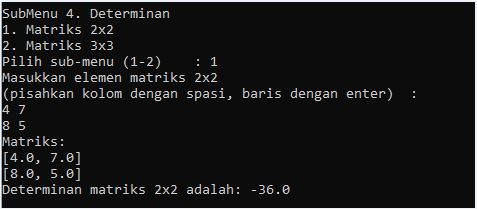 SubMenu 4. Determinan
1. Matriks 2x2
2. Matriks 3x3
Pilih sub-menu (1-2)    : 1
Masukkan elemen matriks 2x2
(pisahkan kolom dengan spasi, baris dengan enter)  :
4 7
8 5
Matriks:
[4.0, 7.0]
[8.0, 5.0]
Determinan matriks 2x2 adalah: -36.0